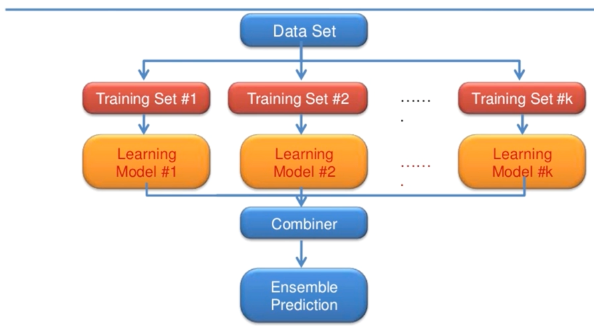 Data Set
Training Set #1
Training Set #2
......
.
Training Set #k
Learning
Model #1
Learning
Model #2
......
.
Learning
Model #k
Combiner
Ensemble
Prediction